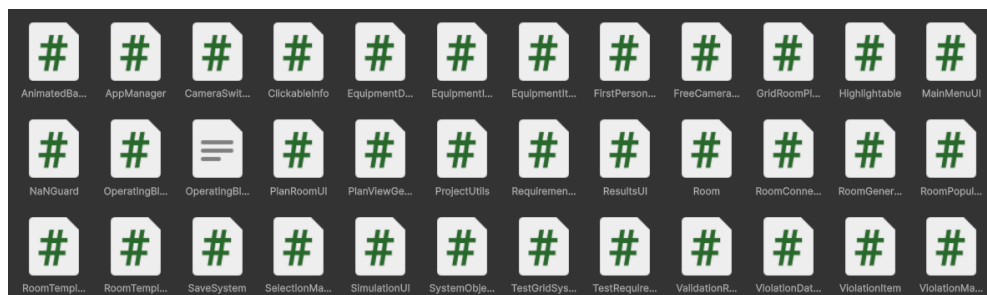 AnimatedBa... AppManager CameraSwit... ClickableInfo EquipmentD... EquipmentI... EquipmentIt... FirstPerson... FreeCamera... GridRoomPl... Highlightable MainMenuUI
NaNGuard OperatingBl... OperatingBl... PlanRoomUI PlanViewGe... ProjectUtils Requiremen... ResultsUI Room RoomConne... RoomGener... RoomPopul...
RoomTempl... RoomTempl... SaveSystem SelectionMa... SimulationUI SystemObje... TestGridSys... TestRequire... ValidationR... ViolationDat... ViolationItem ViolationMa...